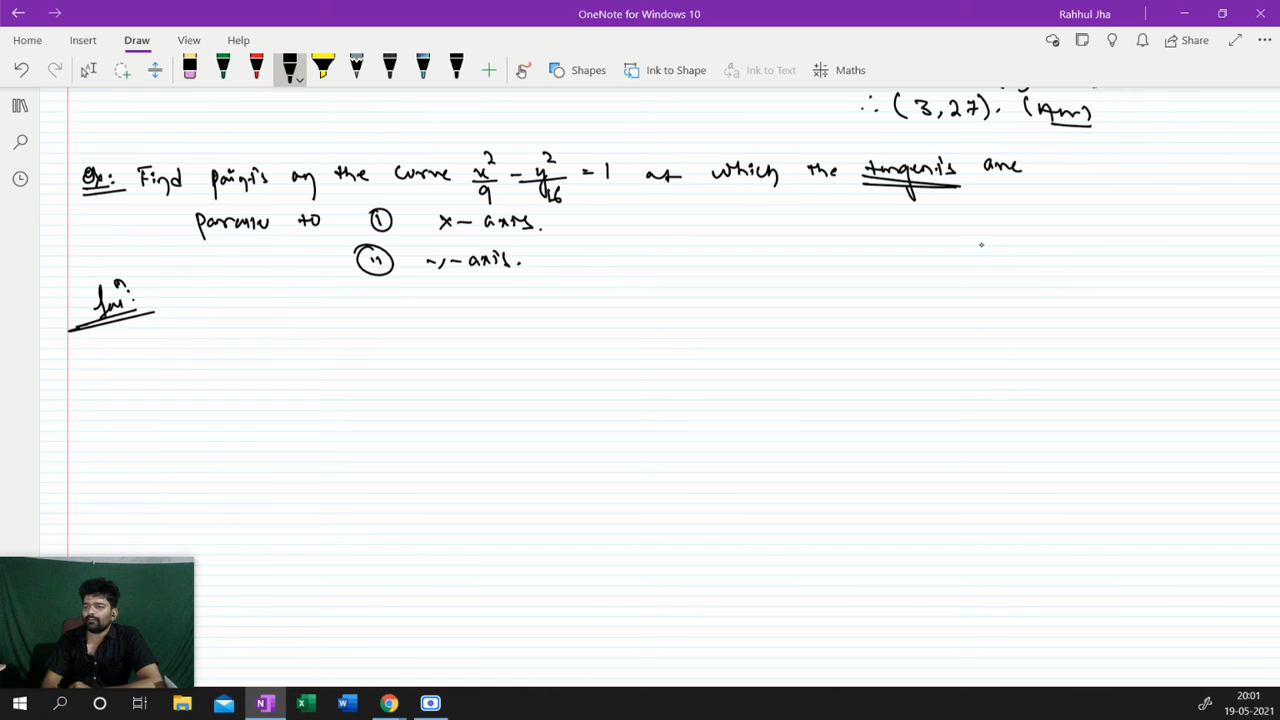 OneNote for Windows 10
Rahhul Jha
Home Insert Draw View Help
Shapes Ink to Shape Ink to Text Maths Share
∴ (3,27). (Ans)
Ex: Find points on the curve x²/9 - y²/16 = 1 at which the tangents are
parallel to (i) x-axis.
(ii) y-axis.
Solⁿ:
20:01
19-05-2021